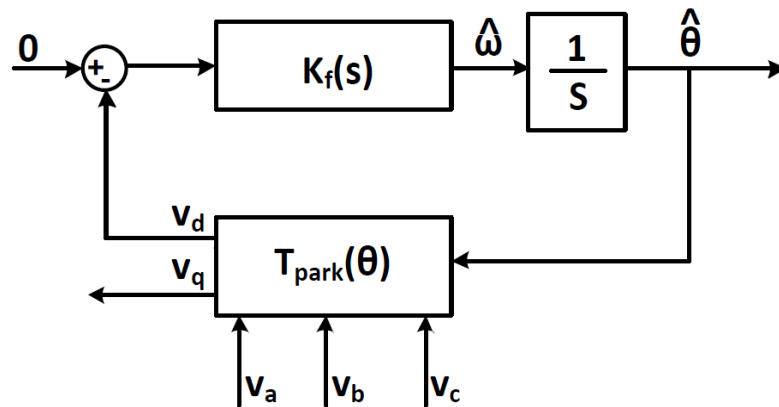 0
+
-
K_f(s)
ω̂
1
S
θ̂
v_d
v_q
T_park(θ)
v_a
v_b
v_c